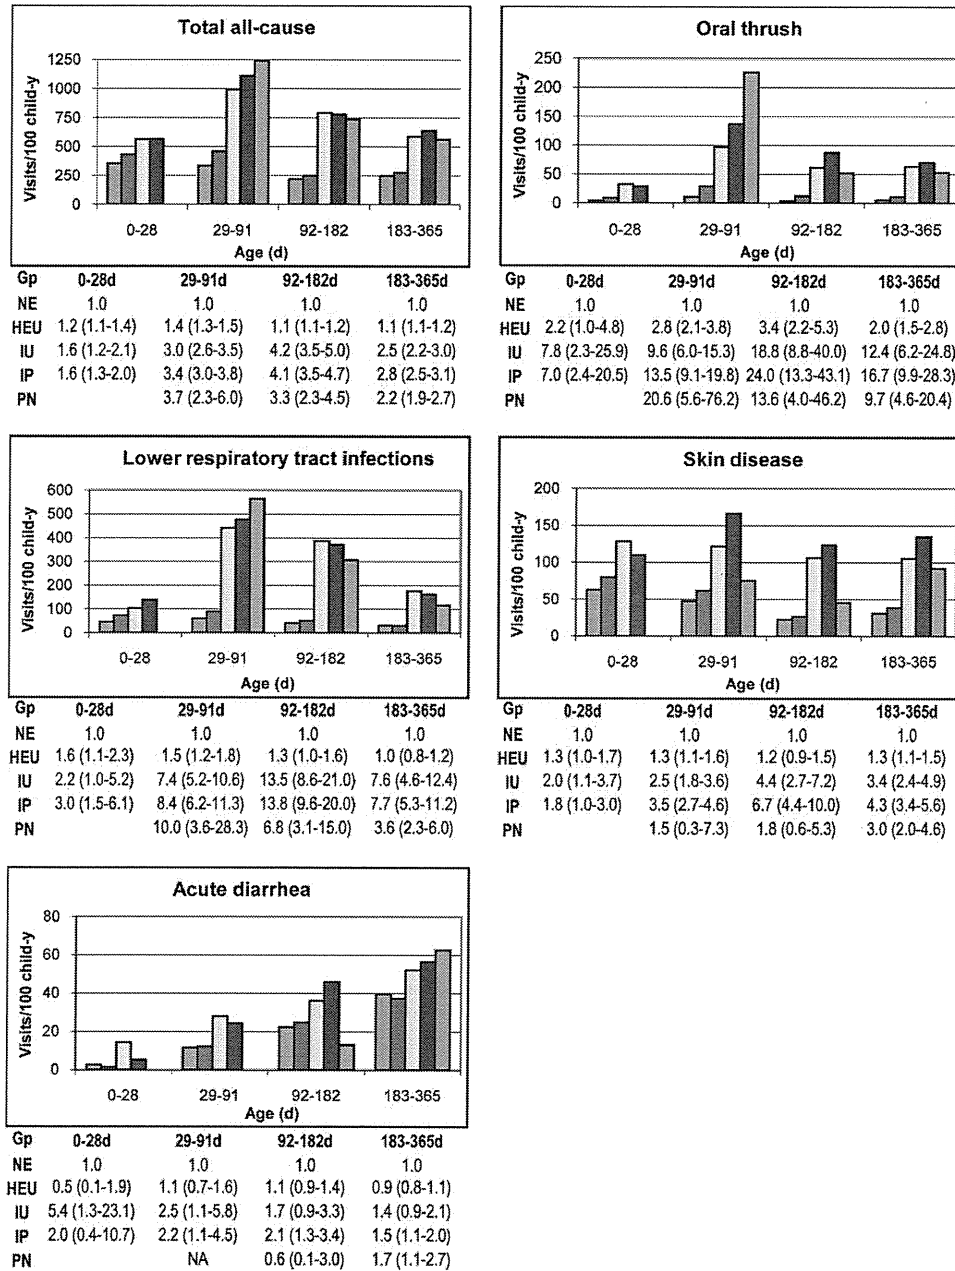 Total all-cause
Visits/100 child-y
1250
1000
750
500
250
0
0-28 29-91 92-182 183-365
Age (d)
Gp 0-28d 29-91d 92-182d 183-365d
NE 1.0 1.0 1.0 1.0
HEU 1.2 (1.1-1.4) 1.4 (1.3-1.5) 1.1 (1.1-1.2) 1.1 (1.1-1.2)
IU 1.6 (1.2-2.1) 3.0 (2.6-3.5) 4.2 (3.5-5.0) 2.5 (2.2-3.0)
IP 1.6 (1.3-2.0) 3.4 (3.0-3.8) 4.1 (3.5-4.7) 2.8 (2.5-3.1)
PN 3.7 (2.3-6.0) 3.3 (2.3-4.5) 2.2 (1.9-2.7)
Oral thrush
Visits/100 child-y
250
200
150
100
50
0
0-28 29-91 92-182 183-365
Age (d)
Gp 0-28d 29-91d 92-182d 183-365d
NE 1.0 1.0 1.0 1.0
HEU 2.2 (1.0-4.8) 2.8 (2.1-3.8) 3.4 (2.2-5.3) 2.0 (1.5-2.8)
IU 7.8 (2.3-25.9) 9.6 (6.0-15.3) 18.8 (8.8-40.0) 12.4 (6.2-24.8)
IP 7.0 (2.4-20.5) 13.5 (9.1-19.8) 24.0 (13.3-43.1) 16.7 (9.9-28.3)
PN 20.6 (5.6-76.2) 13.6 (4.0-46.2) 9.7 (4.6-20.4)
Lower respiratory tract infections
Visits/100 child-y
600
500
400
300
200
100
0
0-28 29-91 92-182 183-365
Age (d)
Gp 0-28d 29-91d 92-182d 183-365d
NE 1.0 1.0 1.0 1.0
HEU 1.6 (1.1-2.3) 1.5 (1.2-1.8) 1.3 (1.0-1.6) 1.0 (0.8-1.2)
IU 2.2 (1.0-5.2) 7.4 (5.2-10.6) 13.5 (8.6-21.0) 7.6 (4.6-12.4)
IP 3.0 (1.5-6.1) 8.4 (6.2-11.3) 13.8 (9.6-20.0) 7.7 (5.3-11.2)
PN 10.0 (3.6-28.3) 6.8 (3.1-15.0) 3.6 (2.3-6.0)
Skin disease
Visits/100 child-y
200
150
100
50
0
0-28 29-91 92-182 183-365
Age (d)
Gp 0-28d 29-91d 92-182d 183-365d
NE 1.0 1.0 1.0 1.0
HEU 1.3 (1.0-1.7) 1.3 (1.1-1.6) 1.2 (0.9-1.5) 1.3 (1.1-1.5)
IU 2.0 (1.1-3.7) 2.5 (1.8-3.6) 4.4 (2.7-7.2) 3.4 (2.4-4.9)
IP 1.8 (1.0-3.0) 3.5 (2.7-4.6) 6.7 (4.4-10.0) 4.3 (3.4-5.6)
PN 1.5 (0.3-7.3) 1.8 (0.6-5.3) 3.0 (2.0-4.6)
Acute diarrhea
Visits/100 child-y
80
60
40
20
0
0-28 29-91 92-182 183-365
Age (d)
Gp 0-28d 29-91d 92-182d 183-365d
NE 1.0 1.0 1.0 1.0
HEU 0.5 (0.1-1.9) 1.1 (0.7-1.6) 1.1 (0.9-1.4) 0.9 (0.8-1.1)
IU 5.4 (1.3-23.1) 2.5 (1.1-5.8) 1.7 (0.9-3.3) 1.4 (0.9-2.1)
IP 2.0 (0.4-10.7) 2.2 (1.1-4.5) 2.1 (1.3-3.4) 1.5 (1.1-2.0)
PN NA 0.6 (0.1-3.0) 1.7 (1.1-2.7)